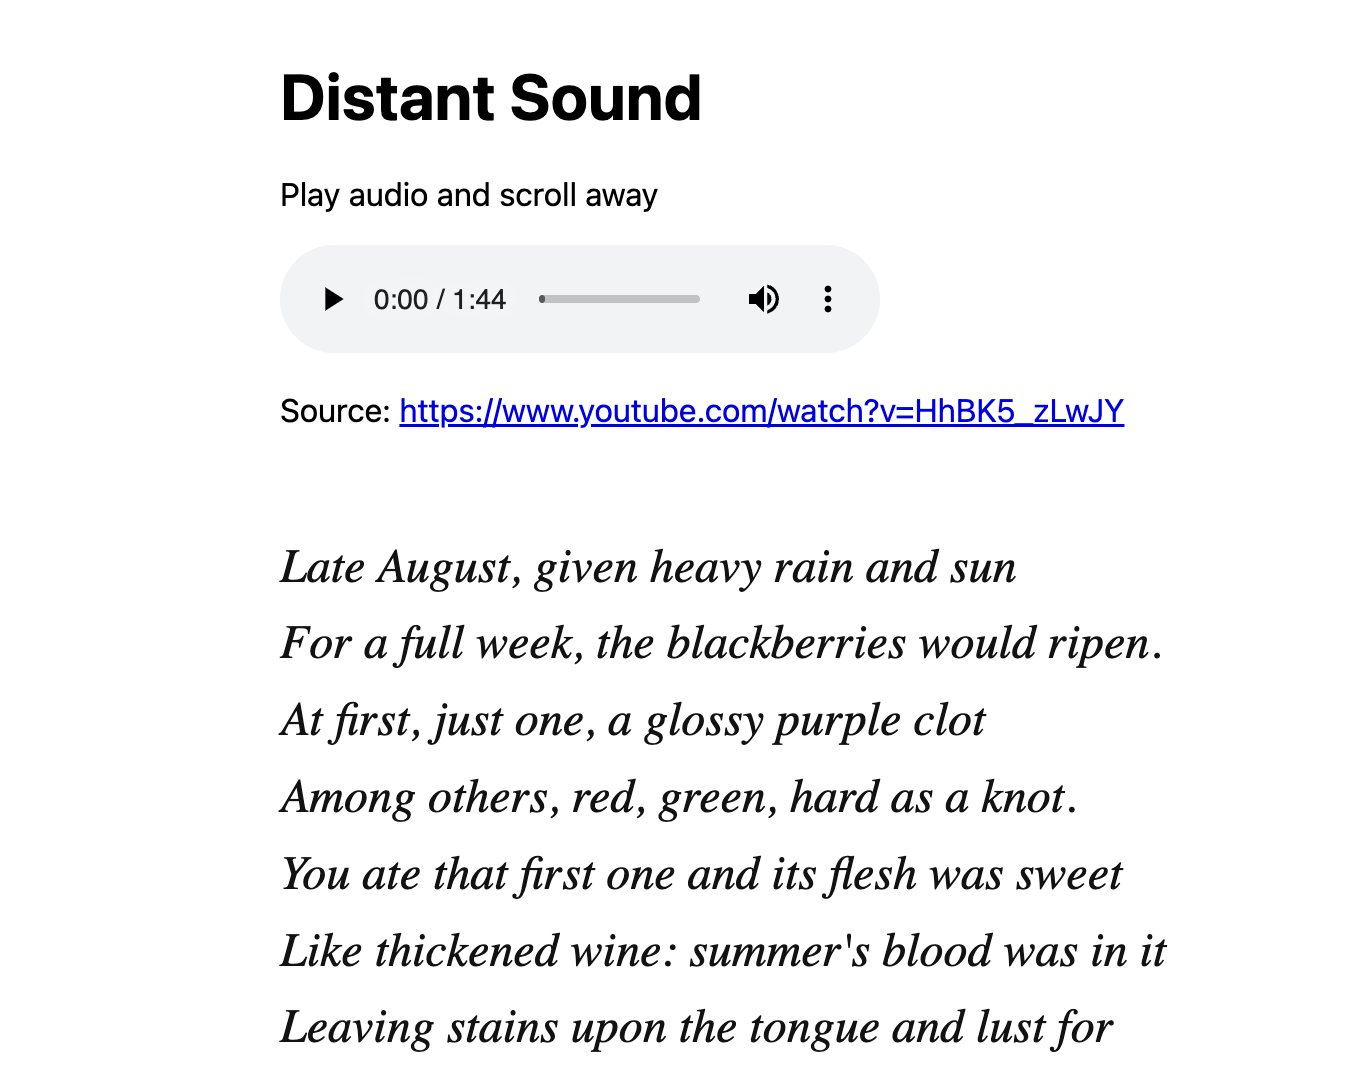 Distant Sound
Play audio and scroll away
0:00 / 1:44
Source: https://www.youtube.com/watch?v=HhBK5_zLwJY
Late August, given heavy rain and sun
For a full week, the blackberries would ripen.
At first, just one, a glossy purple clot
Among others, red, green, hard as a knot.
You ate that first one and its flesh was sweet
Like thickened wine: summer's blood was in it
Leaving stains upon the tongue and lust for